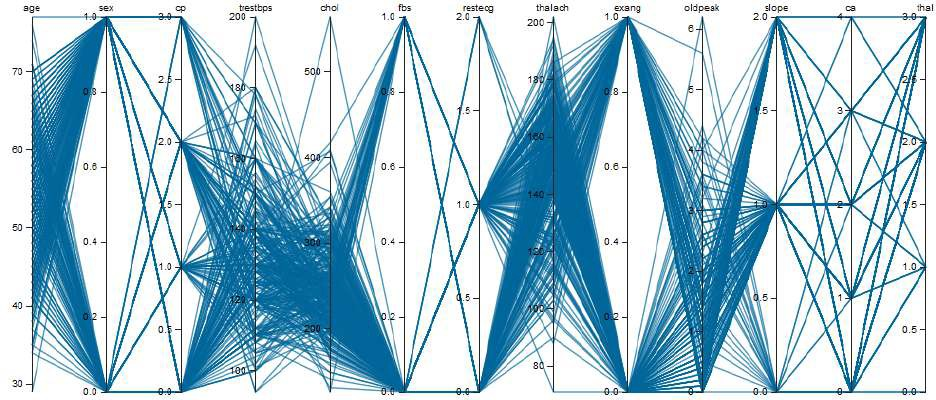 age sex cp testbps chol fbs restecg thalach exang oldpeak slope ca thal
1.0 3.0 200 1.0 2.0 200 1.0 6 2.0 4 3.0
70 0.8 2.5 180 500 0.8 1.5 180 0.8 5 1.5 3 2.5
60 0.6 2.0 160 400 0.6 160 0.6 4 2.0
50 1.5 140 300 1.0 140 3 1.0 2 1.5
40 0.4 1.0 120 0.4 120 0.4 2 1.0
0.2 0.5 200 0.2 0.5 100 0.2 0.5 1 0.5
30 0.0 0.0 100 0.0 0.0 80 0.0 0 0.0 0 0.0